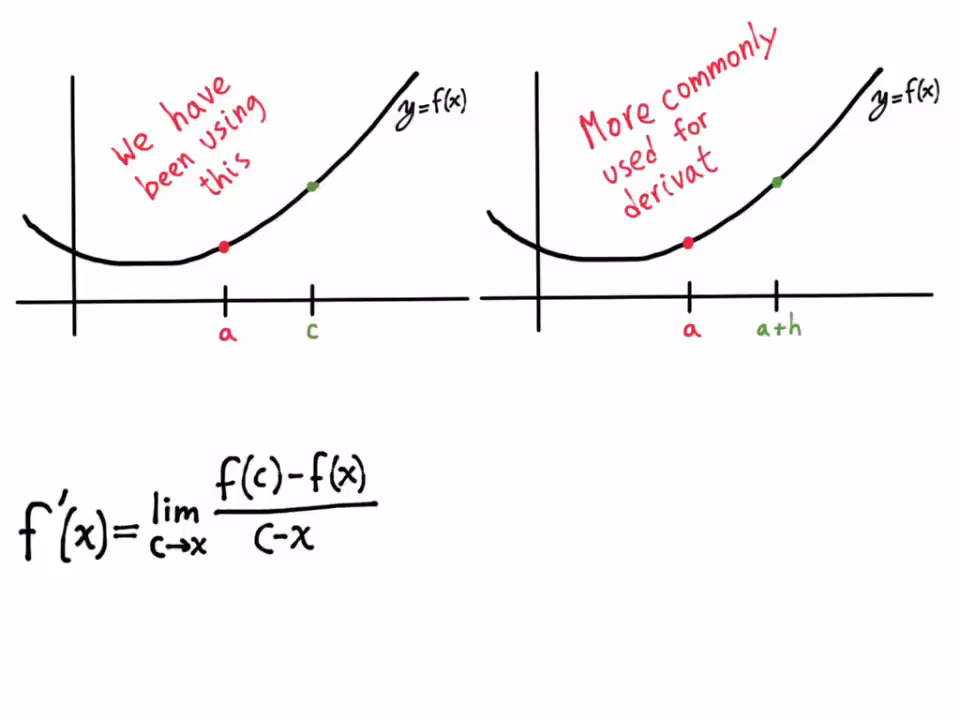 We have
been using
this
y=f(x)
a
c
More commonly
used for
derivat
y=f(x)
a
a+h
f'(x)= lim c→x f(c)-f(x) / c-x